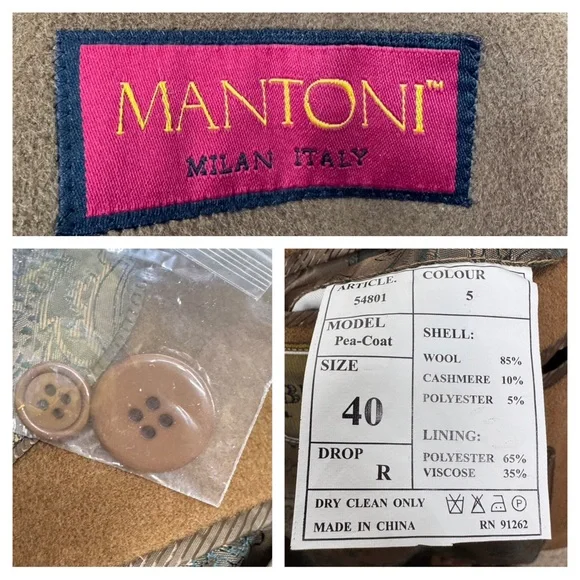 MANTONI™
MILAN ITALY
ARTICLE:
54801
COLOUR
5
MODEL
Pea-Coat
SIZE
40
DROP
R
SHELL:
WOOL 85%
CASHMERE 10%
POLYESTER 5%
LINING:
POLYESTER 65%
VISCOSE 35%
DRY CLEAN ONLY P
MADE IN CHINA RN 91262